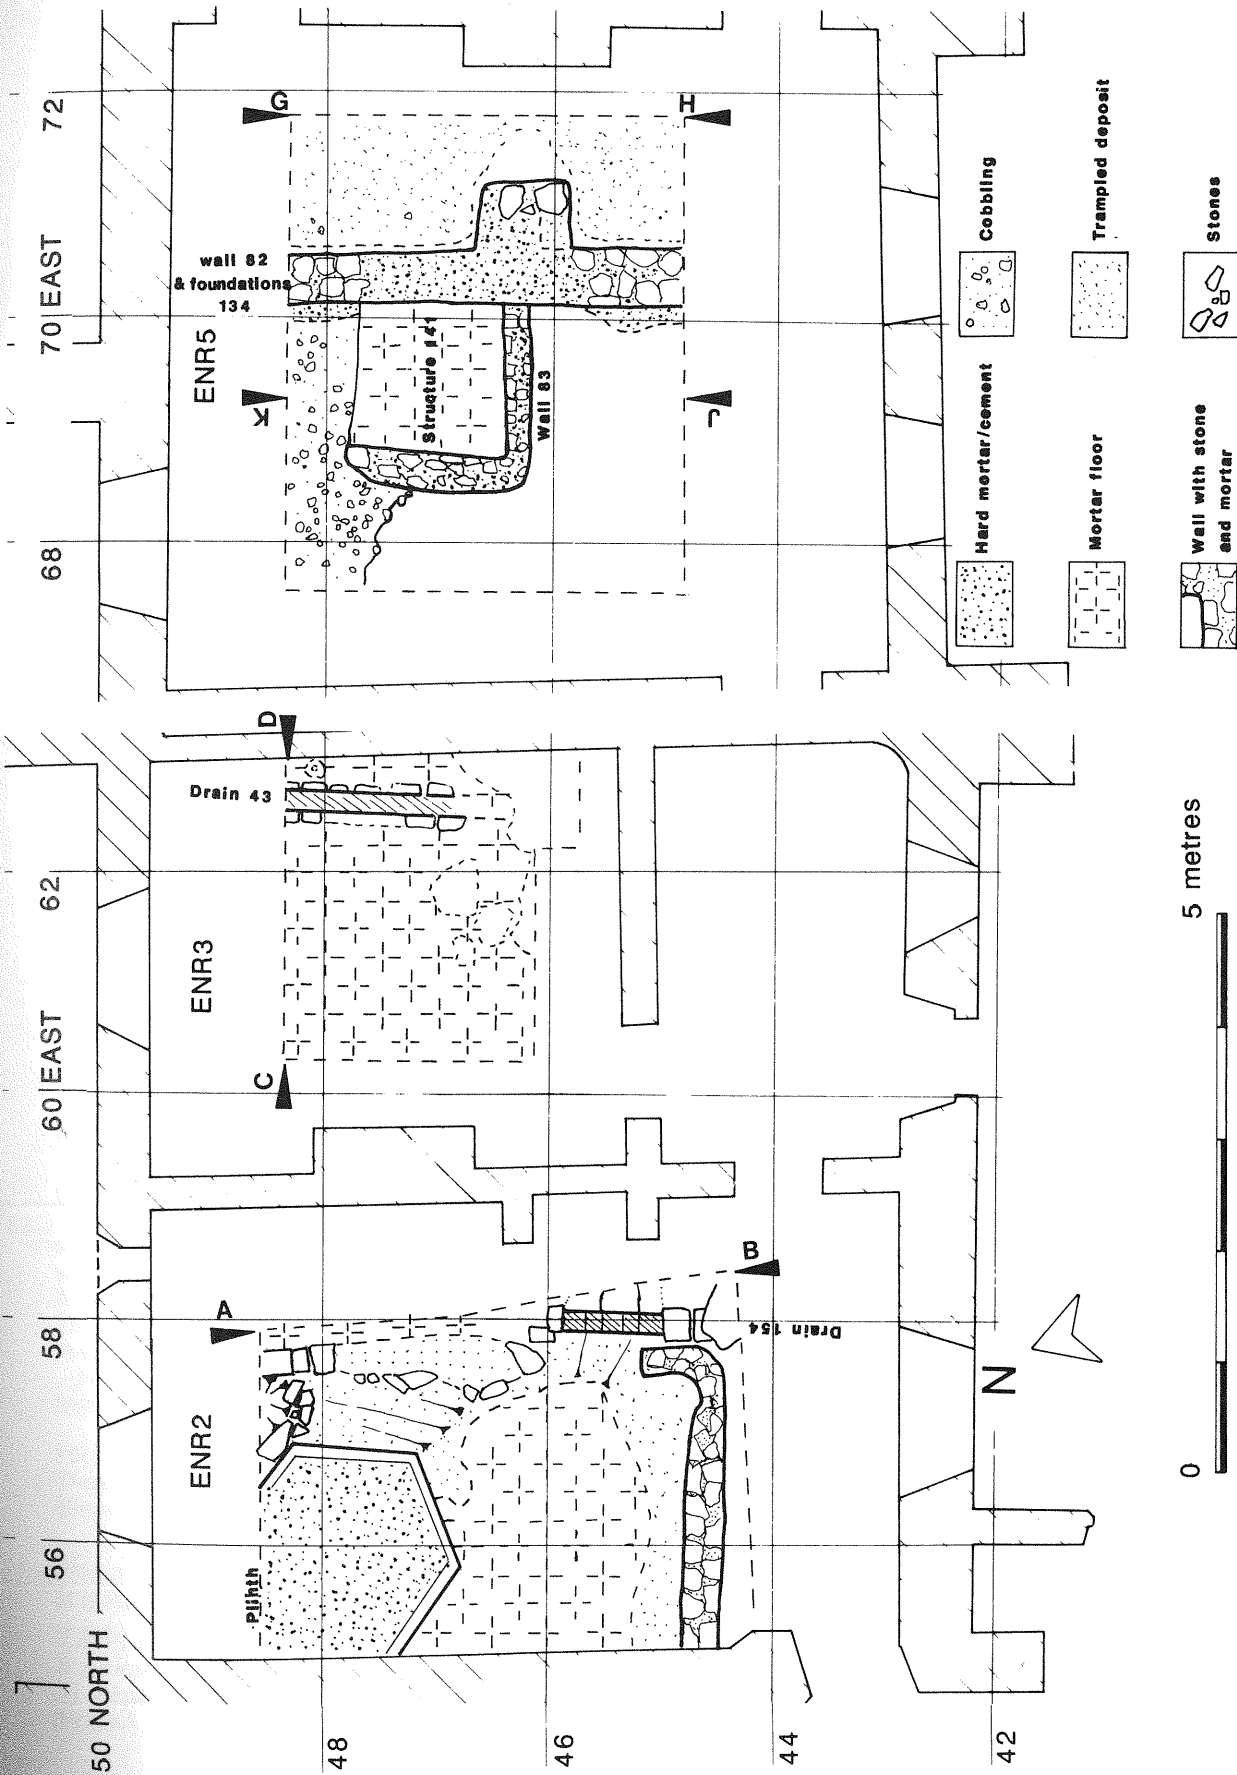 50 NORTH
48
46
44
42
56
58
60 EAST
62
68
70 EAST
72
ENR2
Plihth
A
B
Drain 154
ENR3
C
D
Drain 43
ENR5
wall 82
& foundations
134
G
H
K
J
Structure 141
Wall 83
N
0
5 metres
Hard mortar/cement
Cobbling
Mortar floor
Trampled deposit
Wall with stone
and mortar
Stones